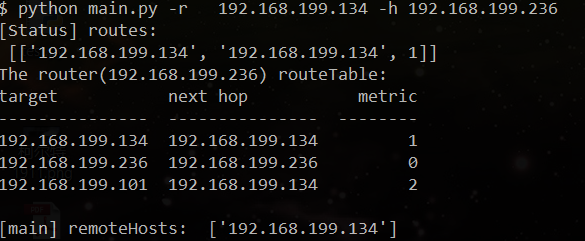 $ python main.py -r   192.168.199.134 -h 192.168.199.236
[Status] routes:
 [['192.168.199.134', '192.168.199.134', 1]]
The router(192.168.199.236) routeTable:
target           next hop           metric
---------------  ---------------  --------
192.168.199.134  192.168.199.134         1
192.168.199.236  192.168.199.236         0
192.168.199.101  192.168.199.134         2
[main] remoteHosts:  ['192.168.199.134']